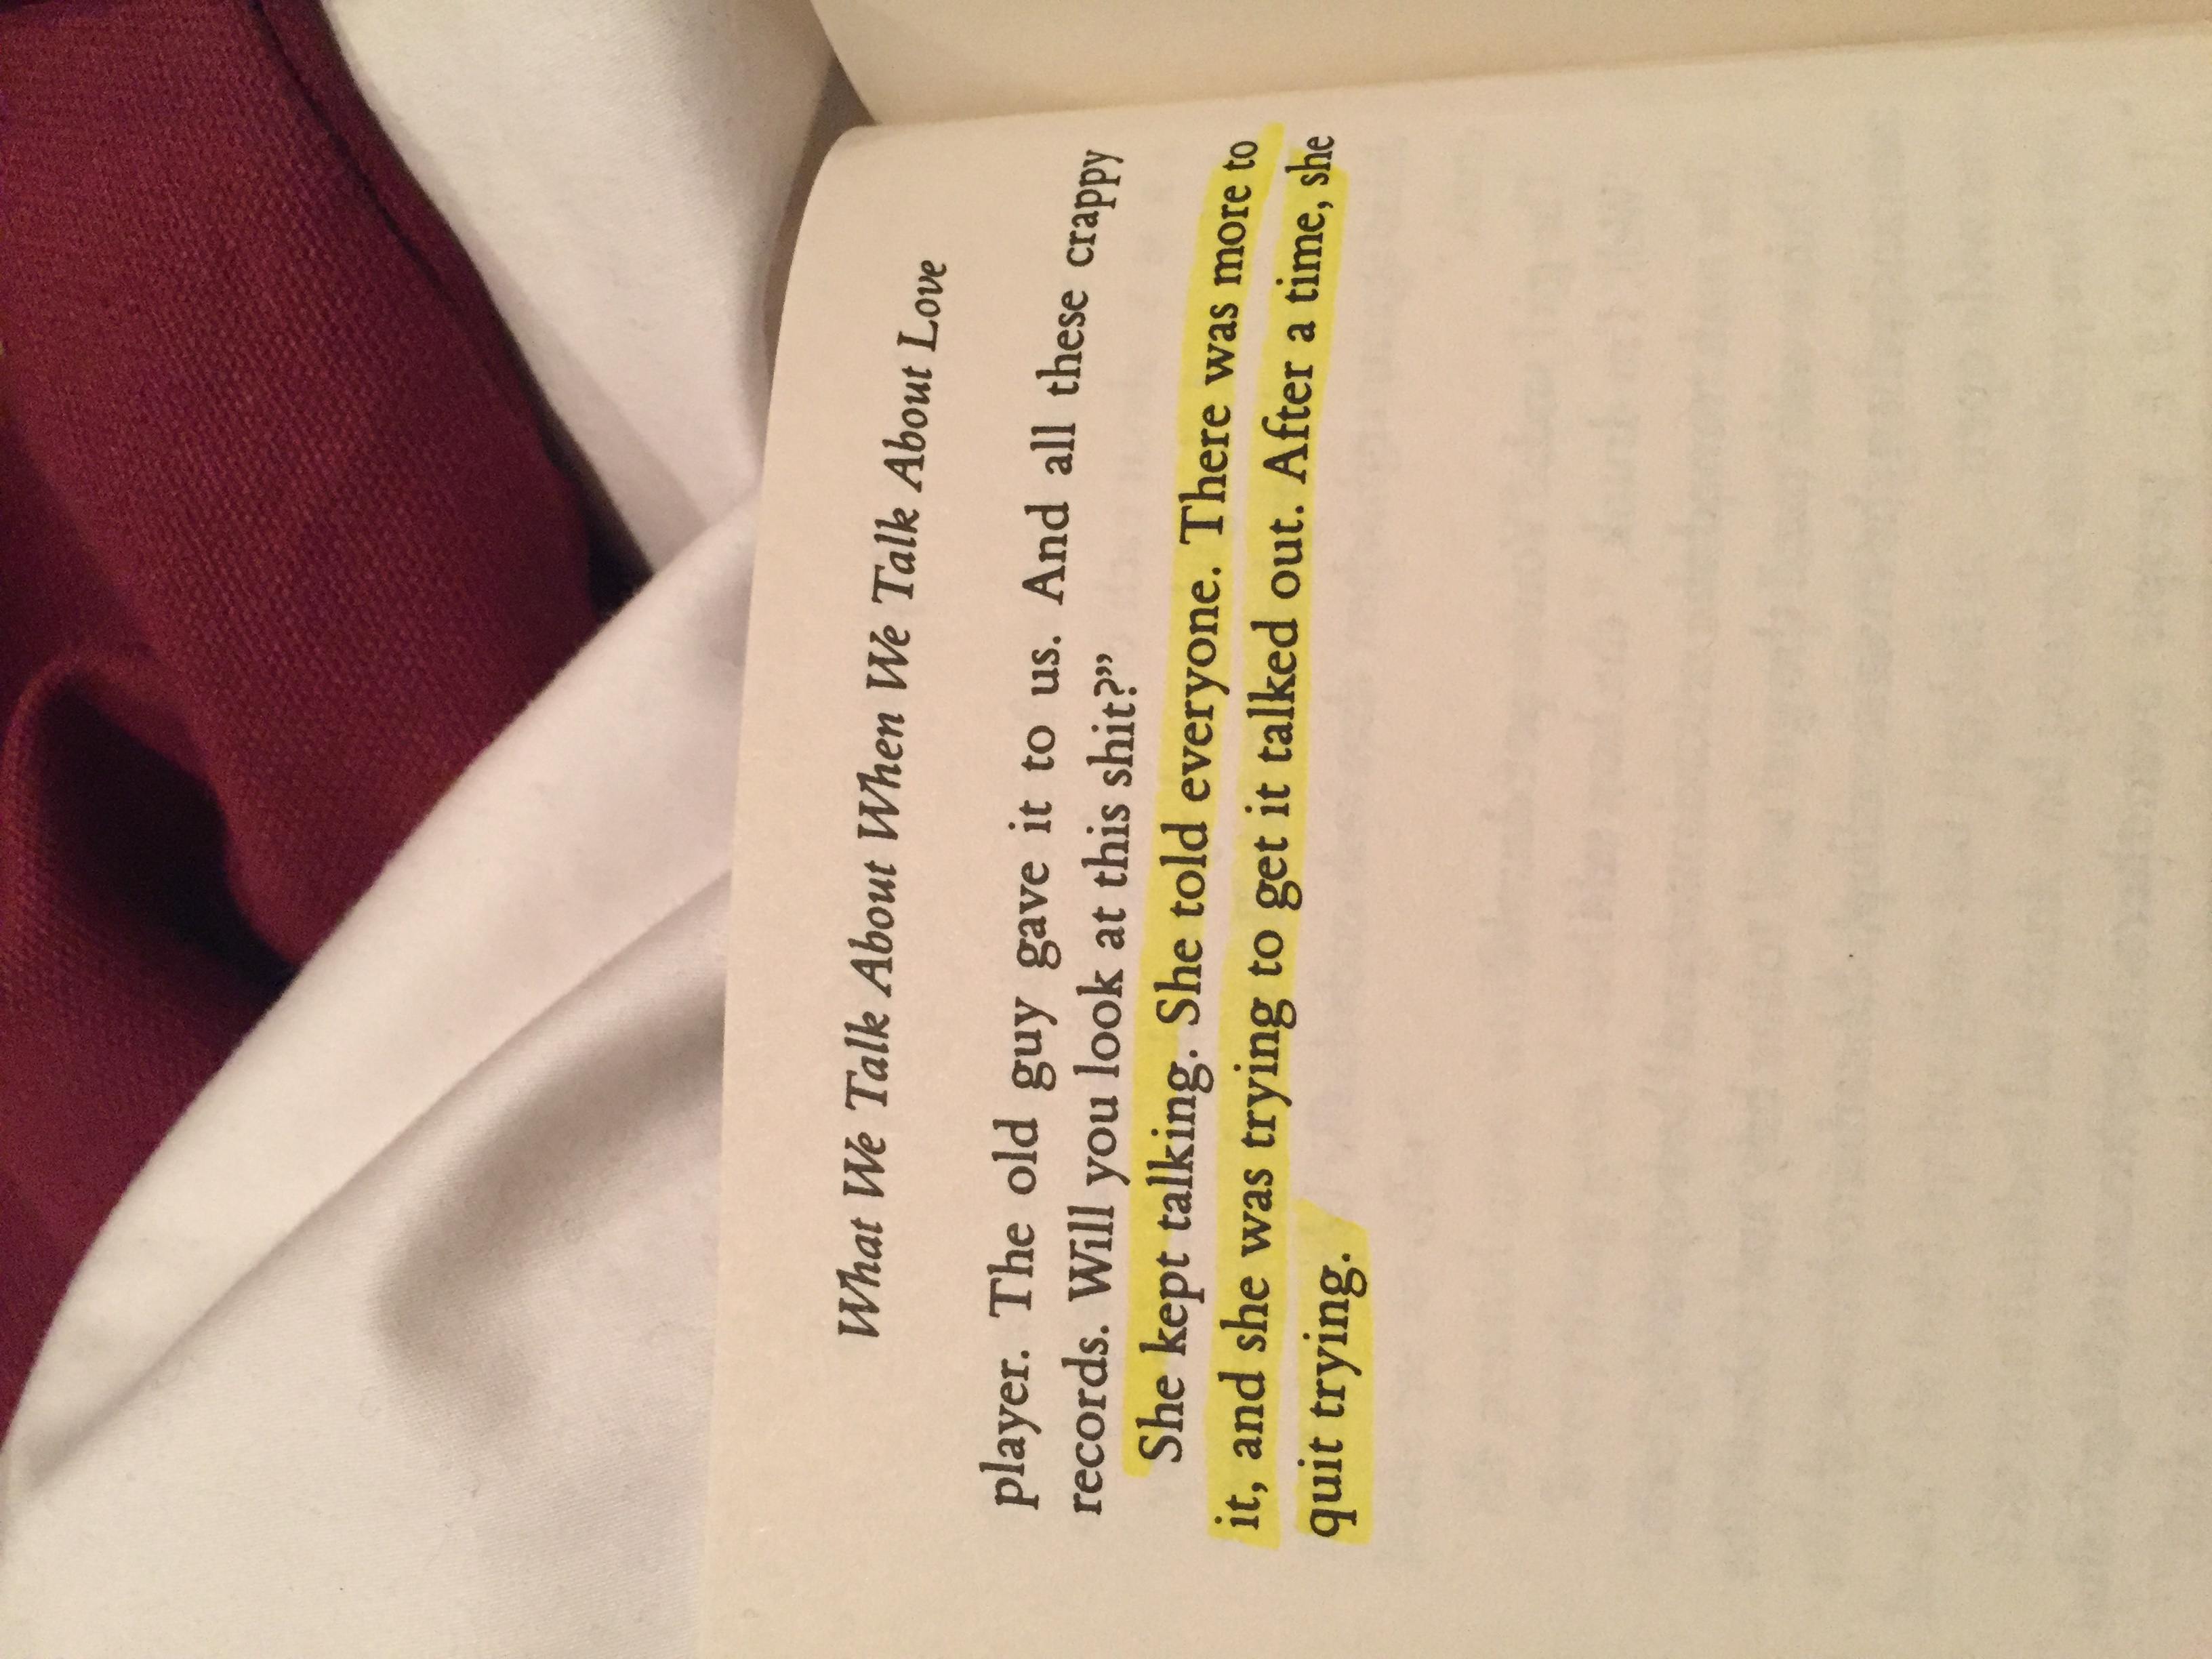 What We Talk About When We Talk About Love
player. The old guy gave it to us. And all these crappy
records. Will you look at this shit?”
She kept talking. She told everyone. There was more to
it, and she was trying to get it talked out. After a time, she
quit trying.